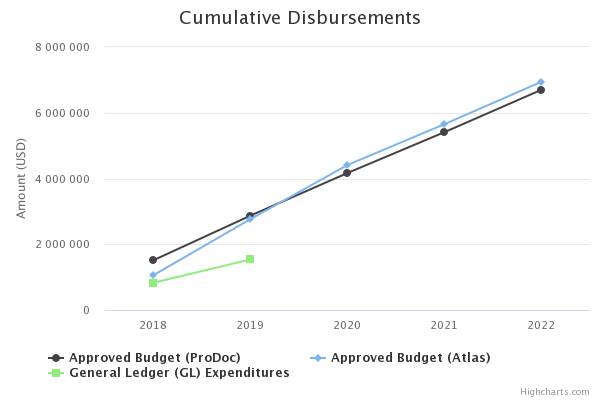 Cumulative Disbursements
8 000 000
6 000 000
4 000 000
2 000 000
0
Amount (USD)
2018 2019 2020 2021 2022
Approved Budget (ProDoc) Approved Budget (Atlas)
General Ledger (GL) Expenditures
Highcharts.com